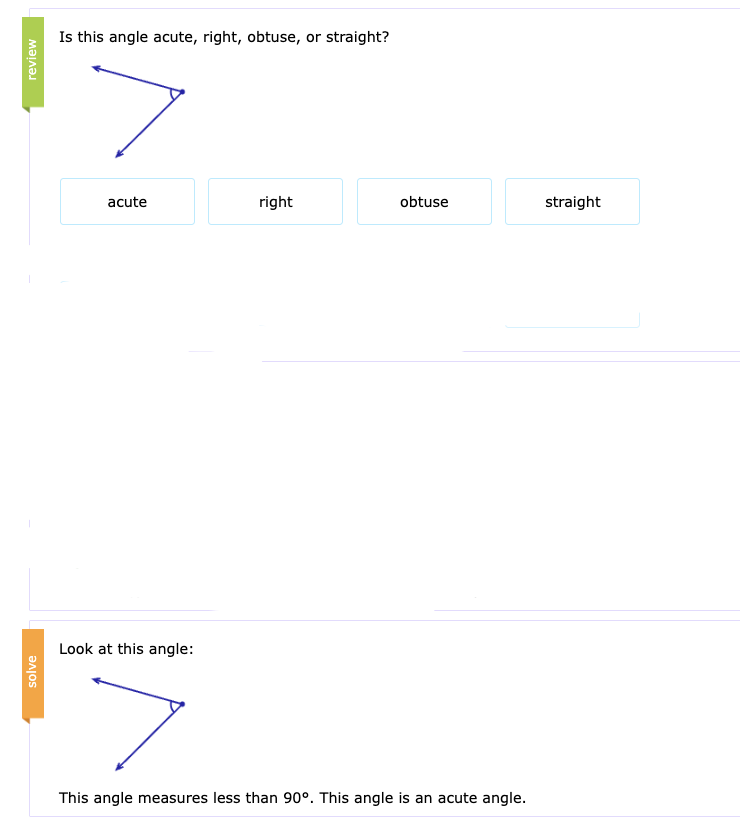 review
Is this angle acute, right, obtuse, or straight?
acute
right
obtuse
straight
solve
Look at this angle:
This angle measures less than 90°. This angle is an acute angle.